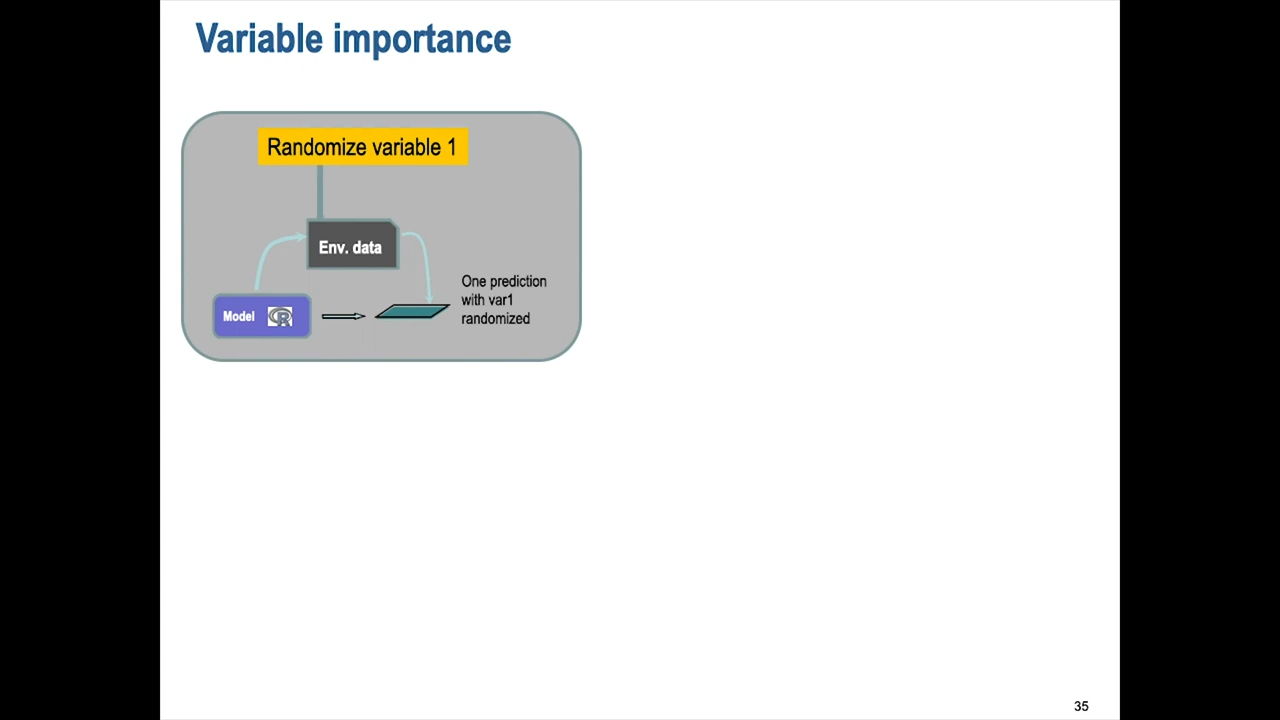 Variable importance
Randomize variable 1
Env. data
One prediction
with var1
randomized
Model R
35